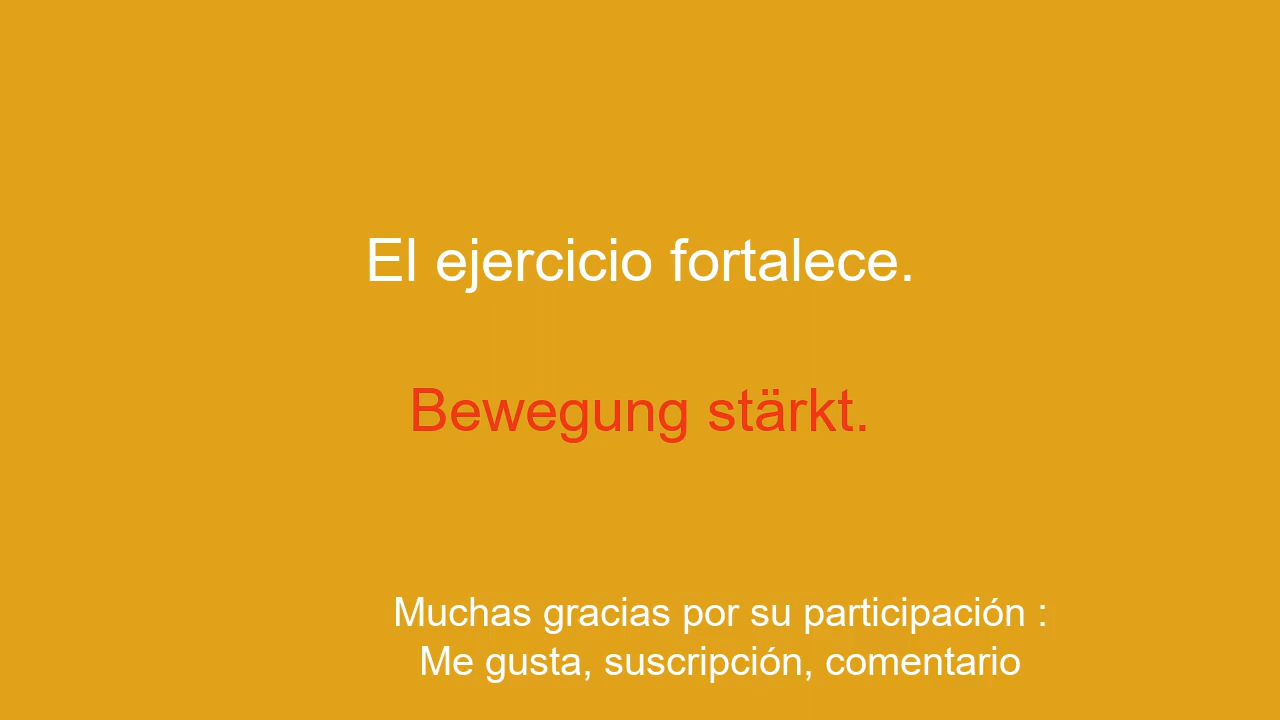 El ejercicio fortalece.
Bewegung stärkt.
Muchas gracias por su participación :
Me gusta, suscripción, comentario